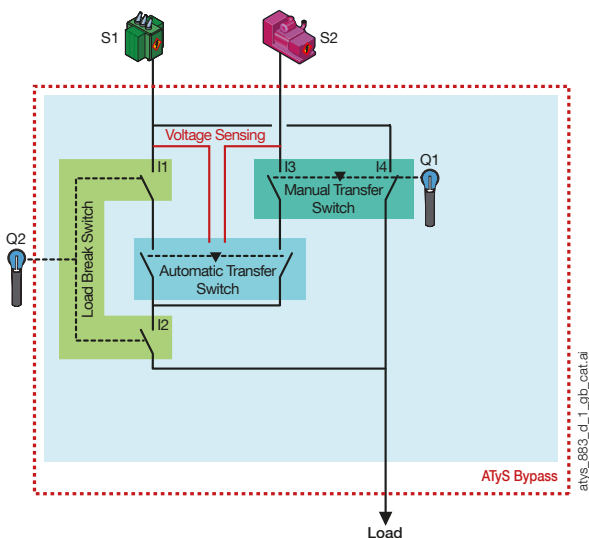 S1
S2
Voltage Sensing
I1
I3
I4
Q1
Manual Transfer
Switch
Q2
Load Break Switch
Automatic Transfer
Switch
I2
ATyS Bypass
atys_883_d_1_gb_cat.ai
Load